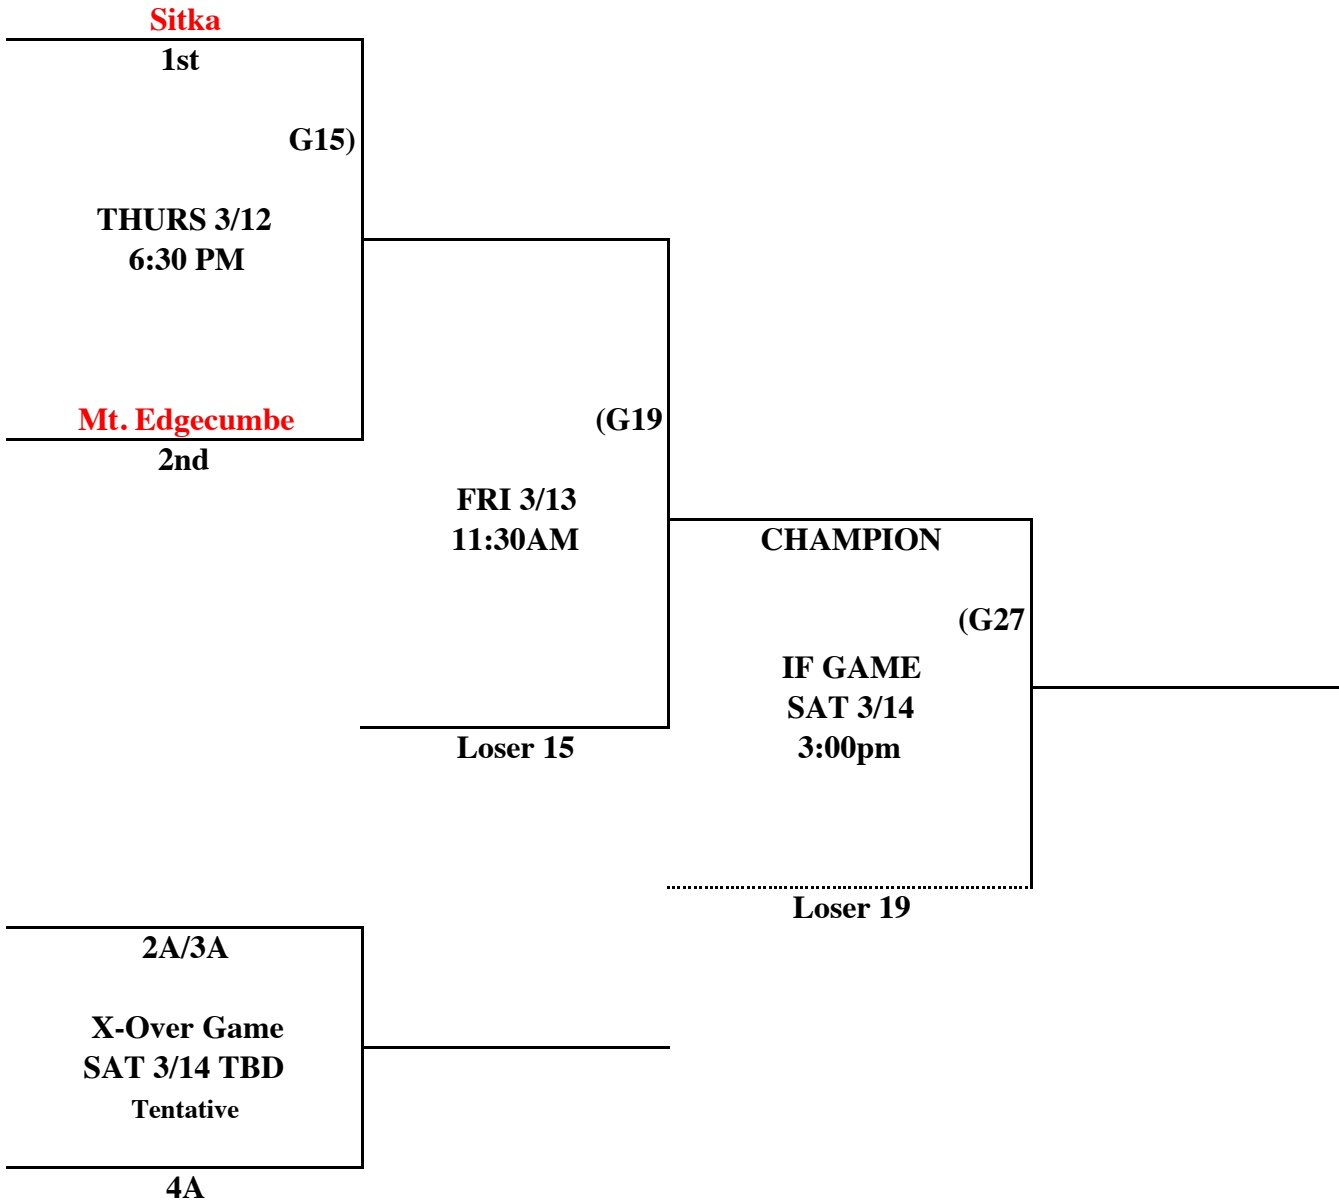 Sitka
1st
G15)
THURS 3/12
6:30 PM
Mt. Edgecumbe
2nd
(G19
FRI 3/13
11:30AM
Loser 15
CHAMPION
(G27
IF GAME
SAT 3/14
3:00pm
Loser 19
2A/3A
X-Over Game
SAT 3/14 TBD
Tentative
4A